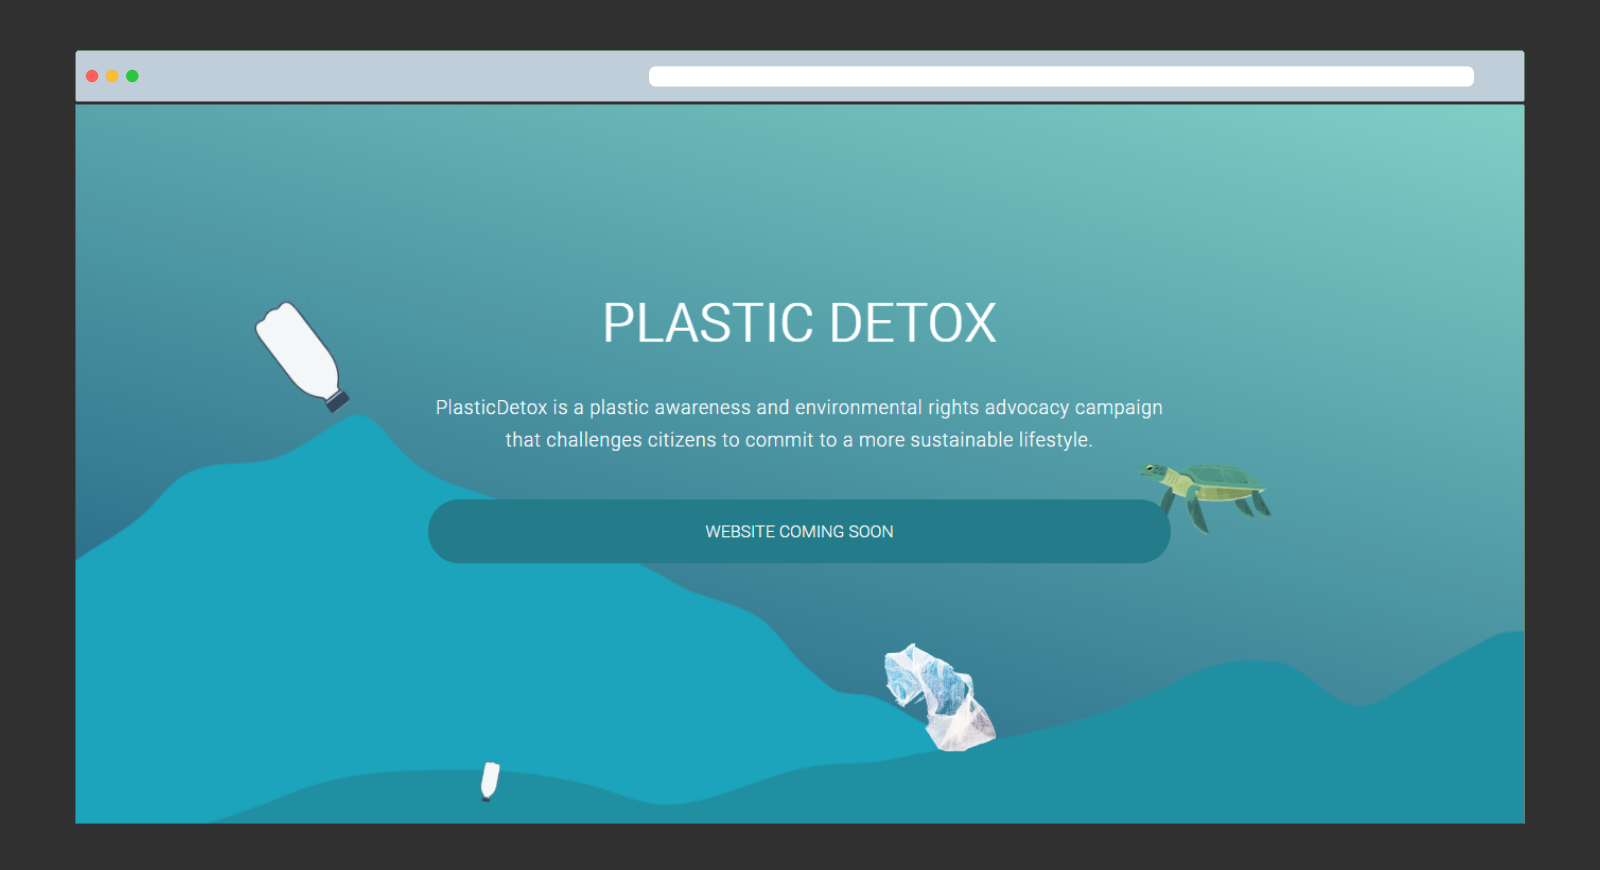 PLASTIC DETOX
PlasticDetox is a plastic awareness and environmental rights advocacy campaign
that challenges citizens to commit to a more sustainable lifestyle.
WEBSITE COMING SOON